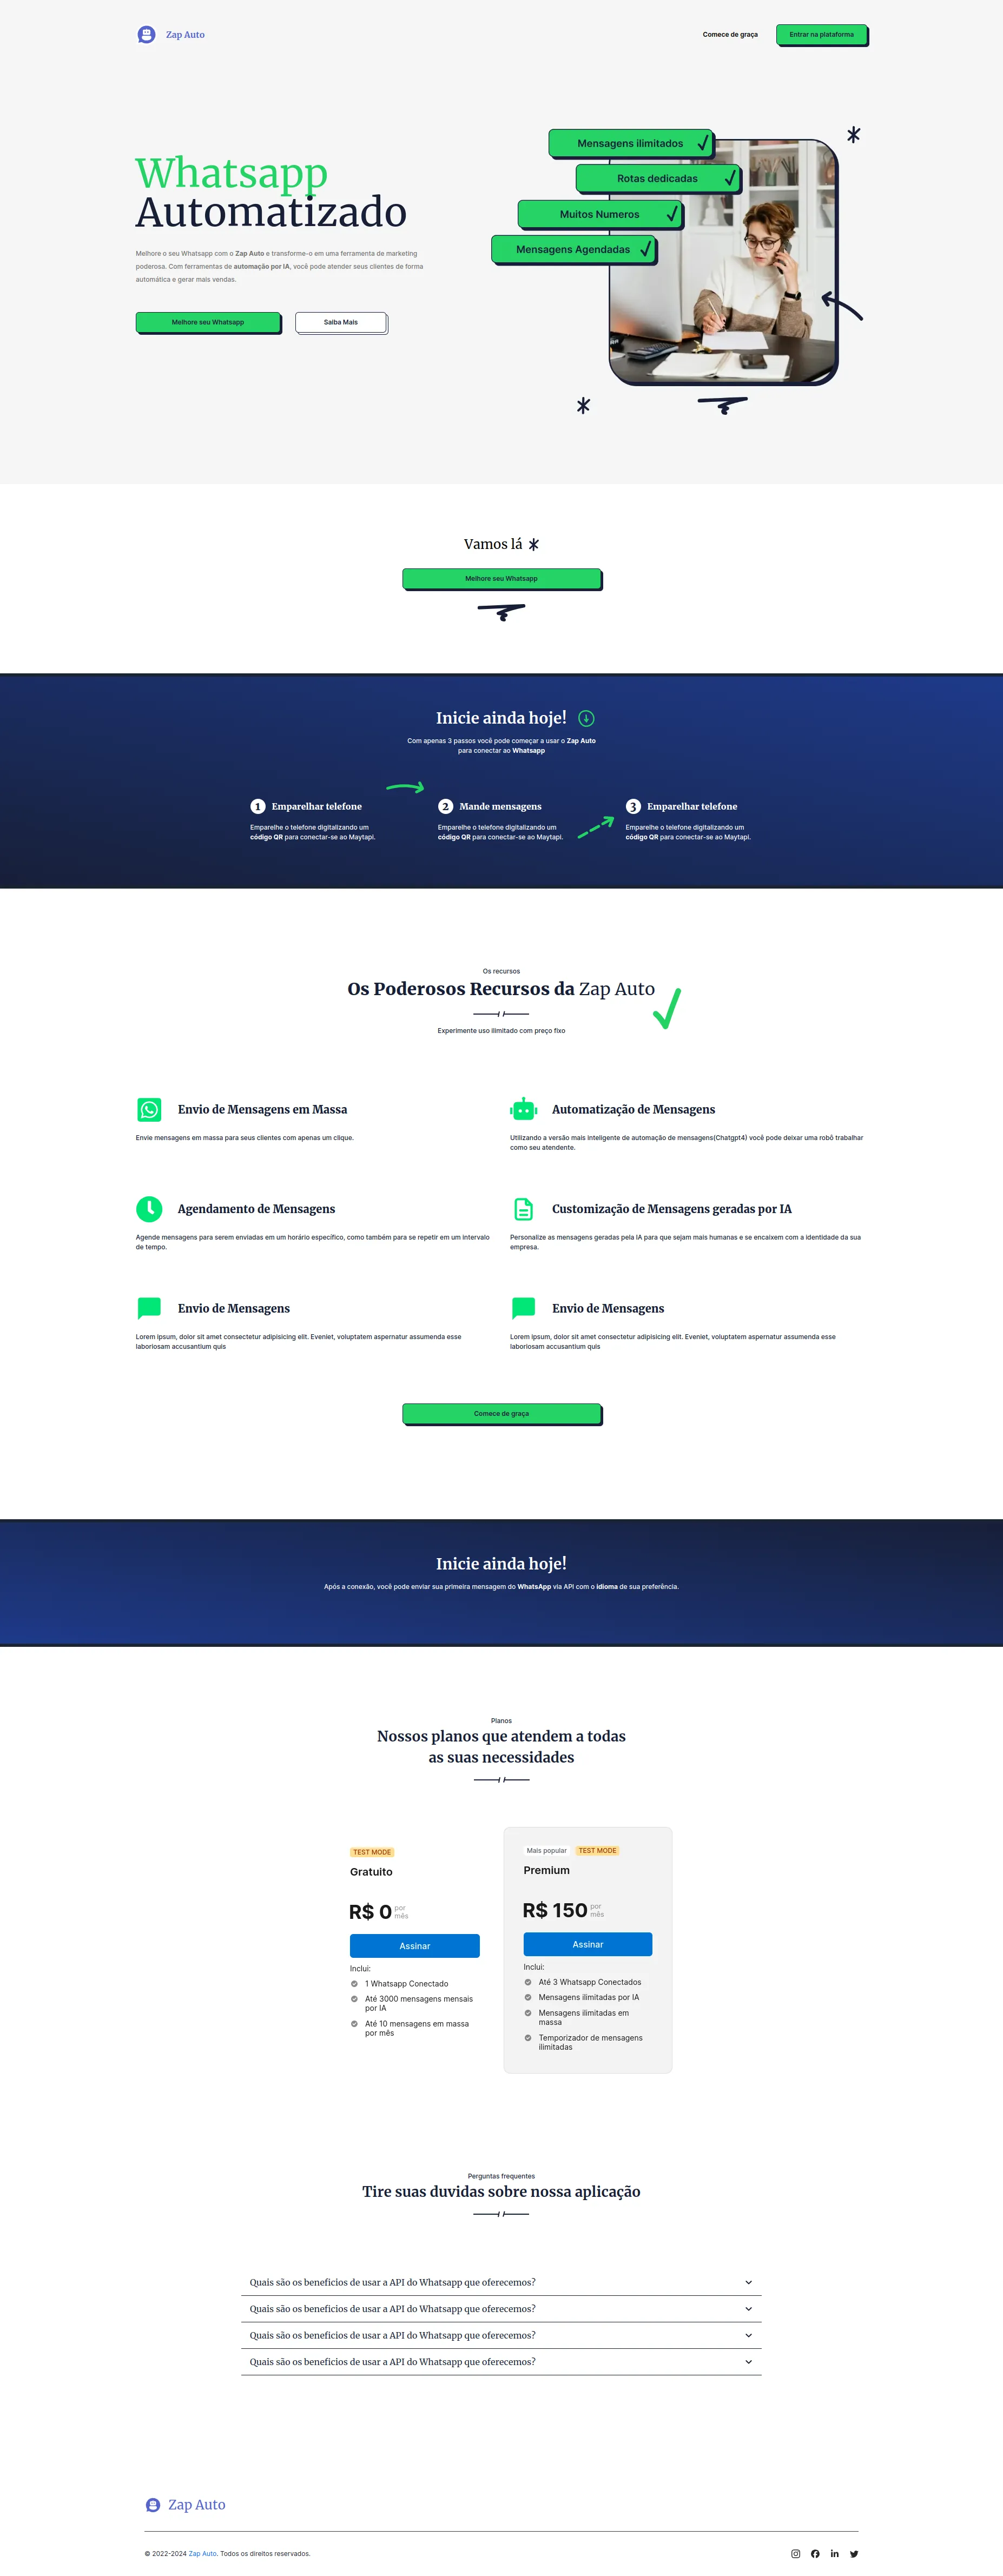 Zap Auto
Comece de graça
Entrar na plataforma
Whatsapp
Automatizado
Melhore o seu Whatsapp com o Zap Auto e transforme-o em uma ferramenta de marketing
poderosa. Com ferramentas de automação por IA, você pode atender seus clientes de forma
automática e gerar mais vendas.
Melhore seu Whatsapp
Saiba Mais
Mensagens ilimitados
Rotas dedicadas
Muitos Numeros
Mensagens Agendadas
Vamos lá
Melhore seu Whatsapp
Inicie ainda hoje!
Com apenas 3 passos você pode começar a usar o Zap Auto
para conectar ao Whatsapp
1 Emparelhar telefone
Emparelhe o telefone digitalizando um
código QR para conectar-se ao Maytapi.
2 Mande mensagens
Emparelhe o telefone digitalizando um
código QR para conectar-se ao Maytapi.
3 Emparelhar telefone
Emparelhe o telefone digitalizando um
código QR para conectar-se ao Maytapi.
Os recursos
Os Poderosos Recursos da Zap Auto
Experimente uso ilimitado com preço fixo
Envio de Mensagens em Massa
Envie mensagens em massa para seus clientes com apenas um clique.
Automatização de Mensagens
Utilizando a versão mais inteligente de automação de mensagens(Chatgpt4) você pode deixar uma robô trabalhar
como seu atendente.
Agendamento de Mensagens
Agende mensagens para serem enviadas em um horário específico, como também para se repetir em um intervalo
de tempo.
Customização de Mensagens geradas por IA
Personalize as mensagens geradas pela IA para que sejam mais humanas e se encaixem com a identidade da sua
empresa.
Envio de Mensagens
Lorem ipsum, dolor sit amet consectetur adipisicing elit. Eveniet, voluptatem aspernatur assumenda esse
laboriosam accusantium quis
Envio de Mensagens
Lorem ipsum, dolor sit amet consectetur adipisicing elit. Eveniet, voluptatem aspernatur assumenda esse
laboriosam accusantium quis
Comece de graça
Inicie ainda hoje!
Após a conexão, você pode enviar sua primeira mensagem do WhatsApp via API com o idioma de sua preferência.
Planos
Nossos planos que atendem a todas
as suas necessidades
TEST MODE
Gratuito
R$ 0 por
mês
Assinar
Inclui:
1 Whatsapp Conectado
Até 3000 mensagens mensais
por IA
Até 10 mensagens em massa
por mês
Mais popular
TEST MODE
Premium
R$ 150 por
mês
Assinar
Inclui:
Até 3 Whatsapp Conectados
Mensagens ilimitadas por IA
Mensagens ilimitadas em
massa
Temporizador de mensagens
ilimitadas
Perguntas frequentes
Tire suas duvidas sobre nossa aplicação
Quais são os beneficios de usar a API do Whatsapp que oferecemos?
Quais são os beneficios de usar a API do Whatsapp que oferecemos?
Quais são os beneficios de usar a API do Whatsapp que oferecemos?
Quais são os beneficios de usar a API do Whatsapp que oferecemos?
Zap Auto
© 2022-2024 Zap Auto. Todos os direitos reservados.